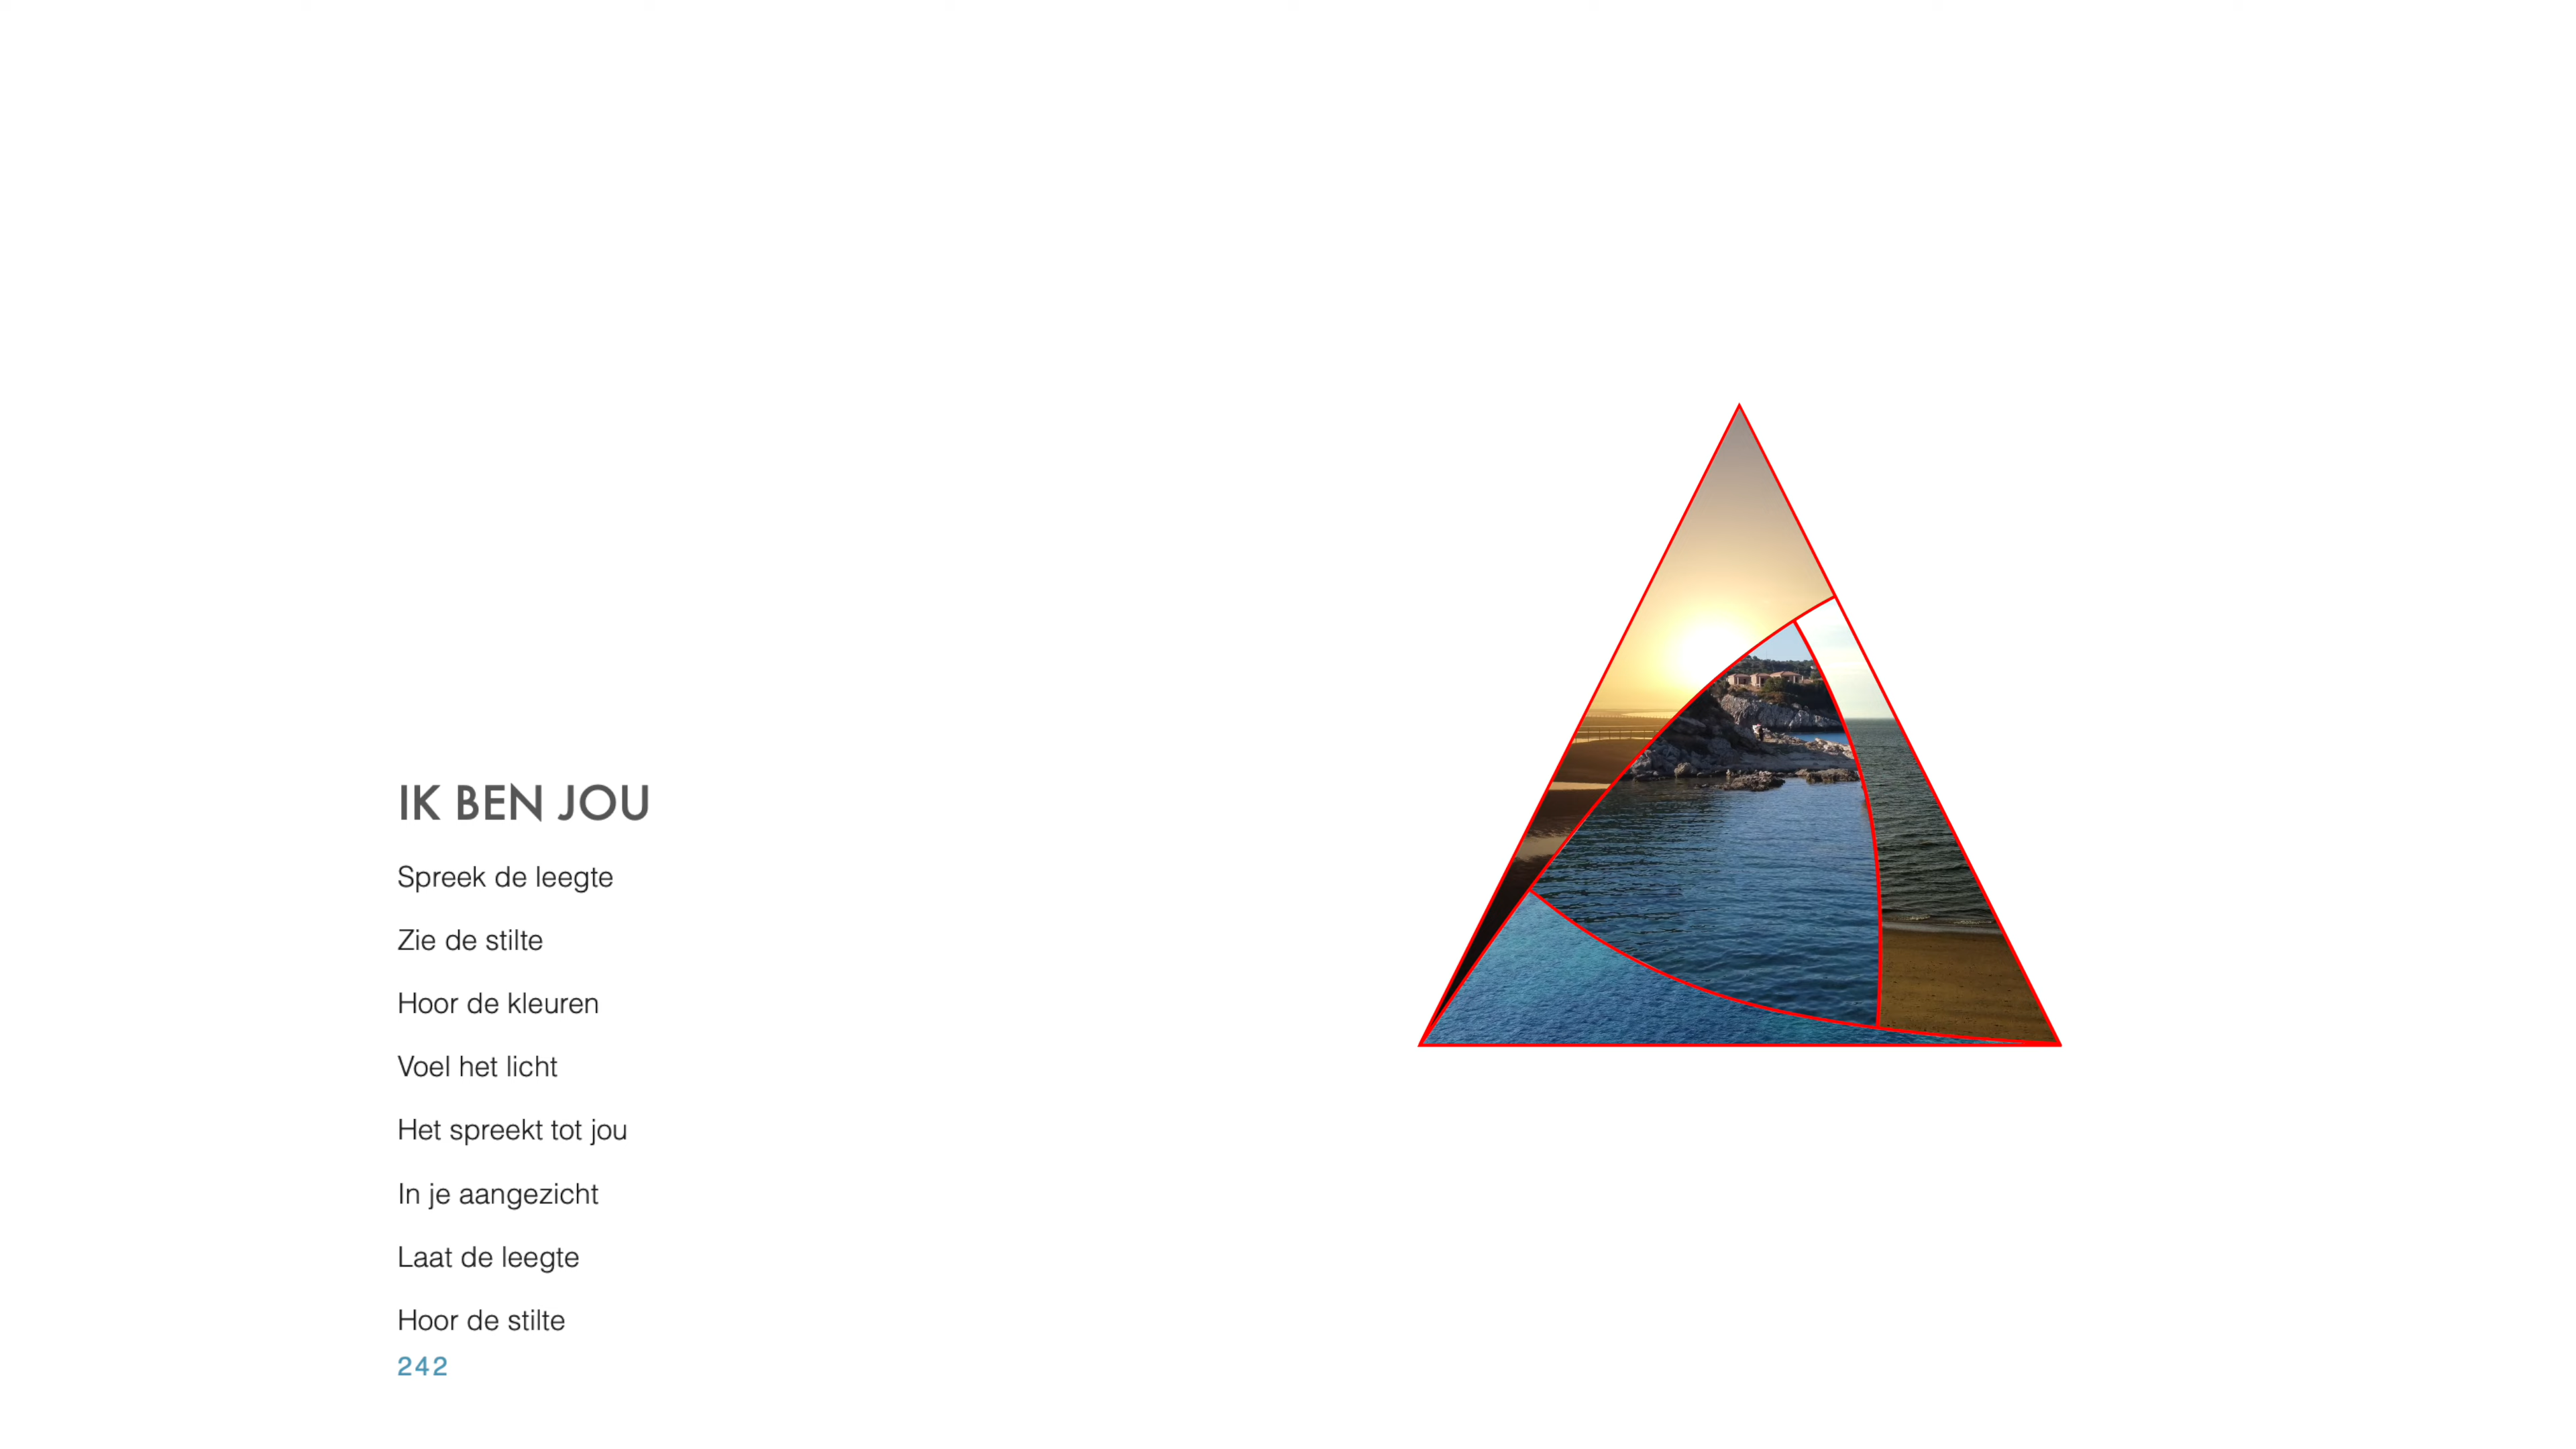 IK BEN JOU
Spreek de leegte
Zie de stilte
Hoor de kleuren
Voel het licht
Het spreekt tot jou
In je aangezicht
Laat de leegte
Hoor de stilte
242